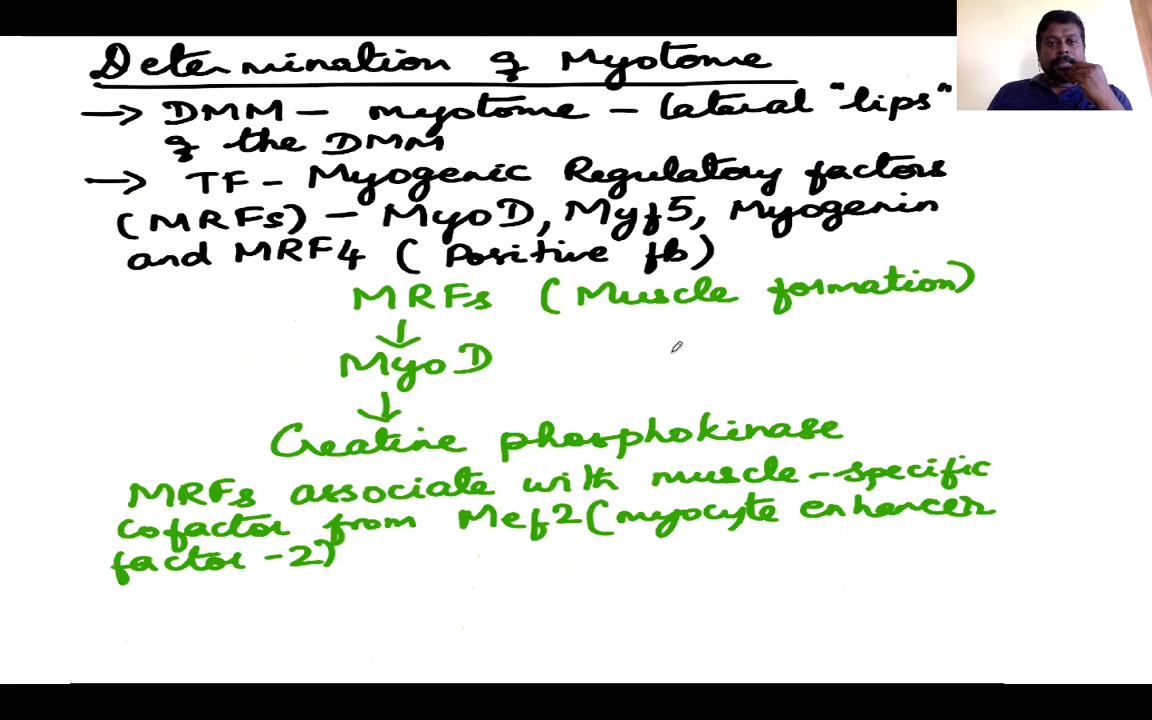 Determination of Myotome
→ DMM - myotome - lateral "lips"
of the DMM
→ TF - Myogenic Regulatory factors
(MRFs) - MyoD, Myf5, Myogenin
and MRF4 ( Positive fb)
MRFs (Muscle formation)
↓
MyoD
↓
Creatine phosphokinase
MRFs associate with muscle-specific
cofactor from Mef2 (myocyte enhancer
factor -2)